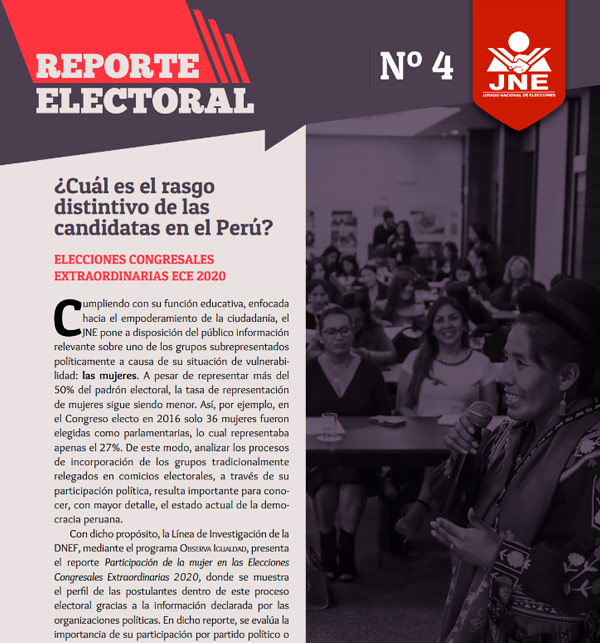 REPORTE
ELECTORAL
Nº 4
JNE
JURADO NACIONAL DE ELECCIONES
¿Cuál es el rasgo
distintivo de las
candidatas en el Perú?
ELECCIONES CONGRESALES
EXTRAORDINARIAS ECE 2020
Cumpliendo con su función educativa, enfocada
hacia el empoderamiento de la ciudadanía, el
JNE pone a disposición del público información
relevante sobre uno de los grupos subrepresentados
políticamente a causa de su situación de vulnerabi-
lidad: las mujeres. A pesar de representar más del
50% del padrón electoral, la tasa de representación
de mujeres sigue siendo menor. Así, por ejemplo, en
el Congreso electo en 2016 solo 36 mujeres fueron
elegidas como parlamentarias, lo cual representaba
apenas el 27%. De este modo, analizar los procesos
de incorporación de los grupos tradicionalmente
relegados en comicios electorales, a través de su
participación política, resulta importante para cono-
cer, con mayor detalle, el estado actual de la demo-
cracia peruana.
Con dicho propósito, la Línea de Investigación de la
DNEF, mediante el programa OBSERVA IGUALDAD, presenta
el reporte Participación de la mujer en las Elecciones
Congresales Extraordinarias 2020, donde se muestra
el perfil de las postulantes dentro de este proceso
electoral gracias a la información declarada por las
organizaciones políticas. En dicho reporte, se evalúa la
importancia de su participación por partido político o